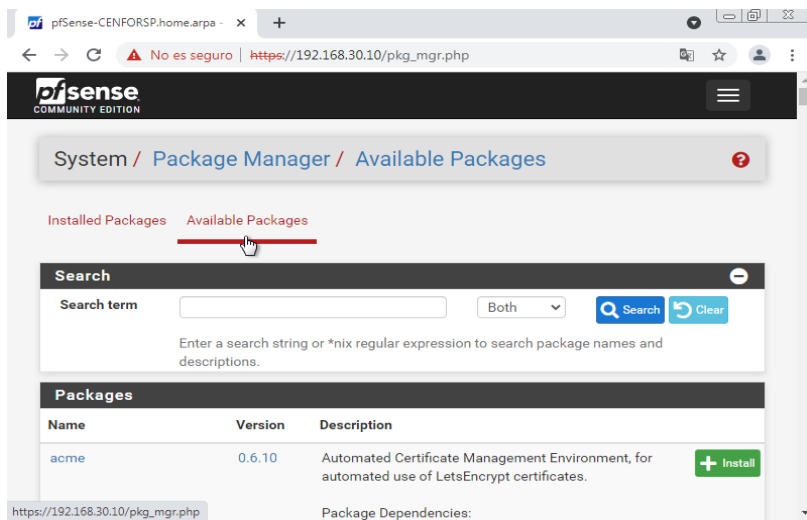 pfSense-CENFORSP.home.arpa -
No es seguro | https://192.168.30.10/pkg_mgr.php
pfsense
COMMUNITY EDITION
System / Package Manager / Available Packages
Installed Packages Available Packages
Search
Search term Both Search Clear
Enter a search string or *nix regular expression to search package names and
descriptions.
Packages
Name Version Description
acme 0.6.10 Automated Certificate Management Environment, for Install
automated use of LetsEncrypt certificates.
Package Dependencies:
https://192.168.30.10/pkg_mgr.php